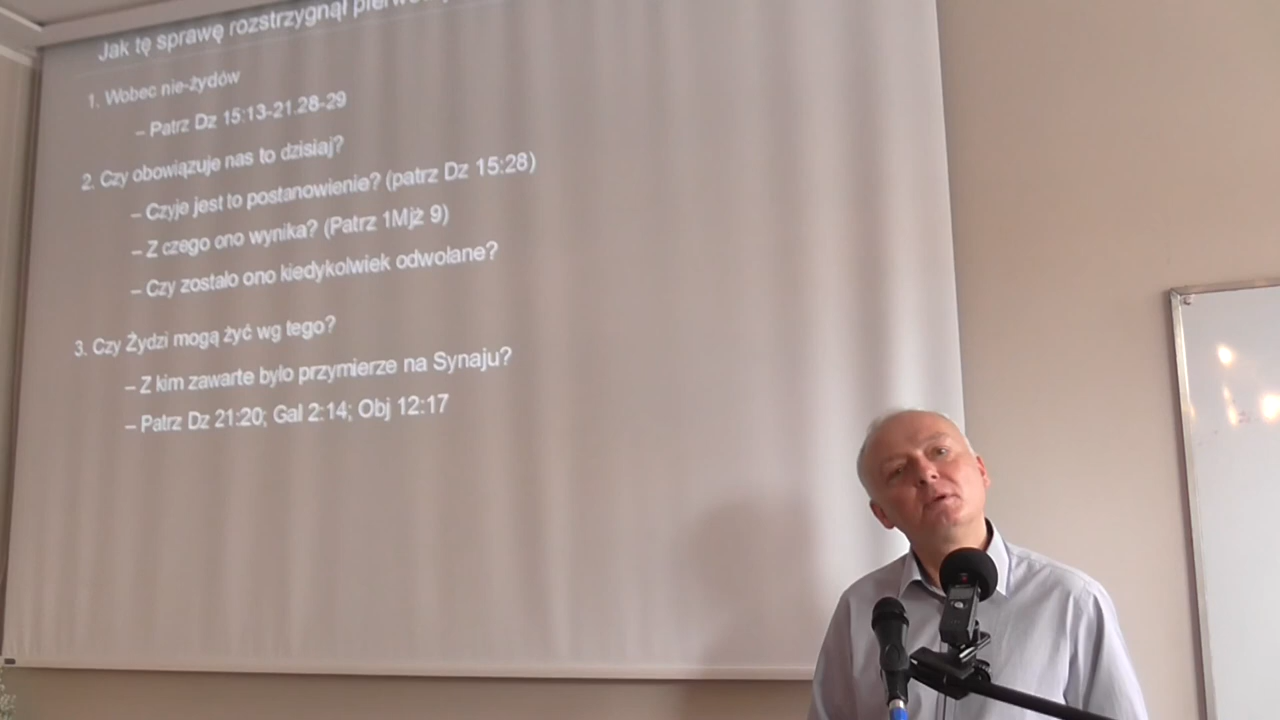 Jak tę sprawę rozstrzygnął
1. Wobec nie-żydów
– Patrz Dz 15:13-21.28-29
2. Czy obowiązuje nas to dzisiaj?
– Czyje jest to postanowienie? (patrz Dz 15:28)
– Z czego ono wynika? (Patrz 1Mjż 9)
– Czy zostało ono kiedykolwiek odwołane?
3. Czy Żydzi mogą żyć wg tego?
– Z kim zawarte było przymierze na Synaju?
– Patrz Dz 21:20; Gal 2:14; Obj 12:17